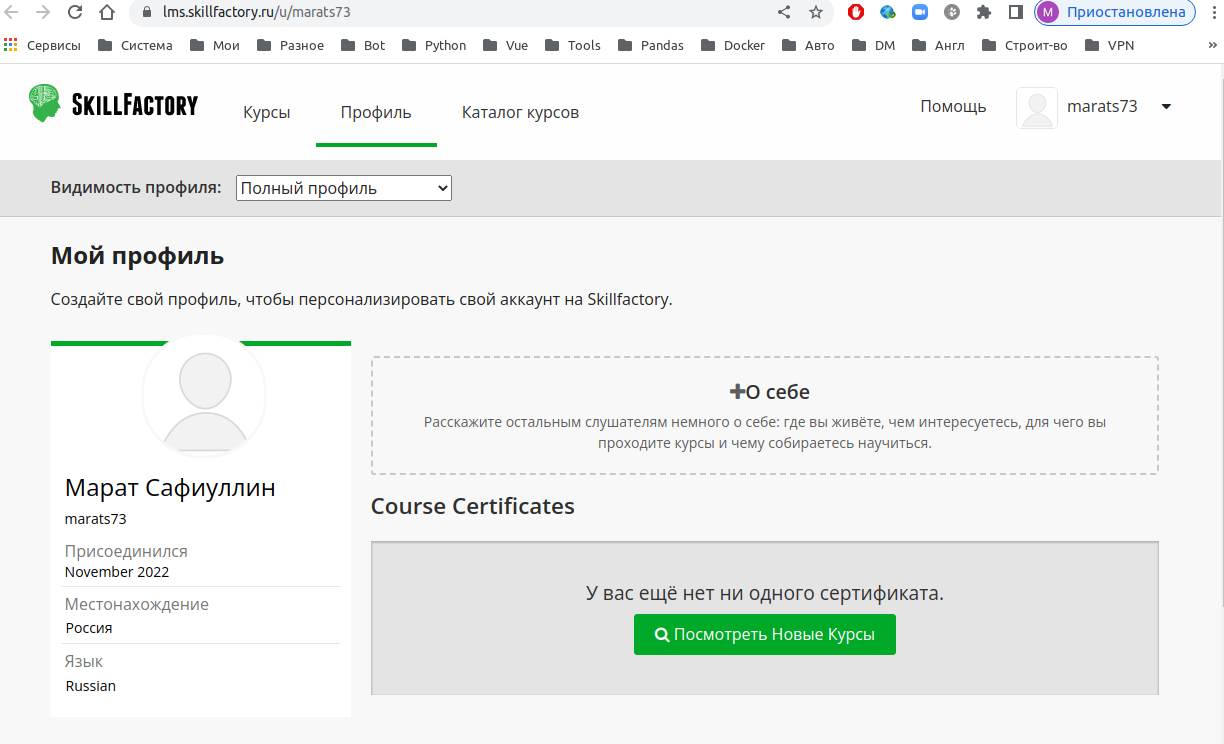 lms.skillfactory.ru/u/marats73
М Приостановлена
Сервисы Система Мои Разное Bot Python Vue Tools Pandas Docker Авто DM Англ Строит-во VPN »
SKILLFACTORY Курсы Профиль Каталог курсов Помощь marats73
Видимость профиля: Полный профиль
Мой профиль
Создайте свой профиль, чтобы персонализировать свой аккаунт на Skillfactory.
Марат Сафиуллин
marats73
Присоединился
November 2022
Местонахождение
Россия
Язык
Russian
О себе
Расскажите остальным слушателям немного о себе: где вы живёте, чем интересуетесь, для чего вы
проходите курсы и чему собираетесь научиться.
Course Certificates
У вас ещё нет ни одного сертификата.
Посмотреть Новые Курсы